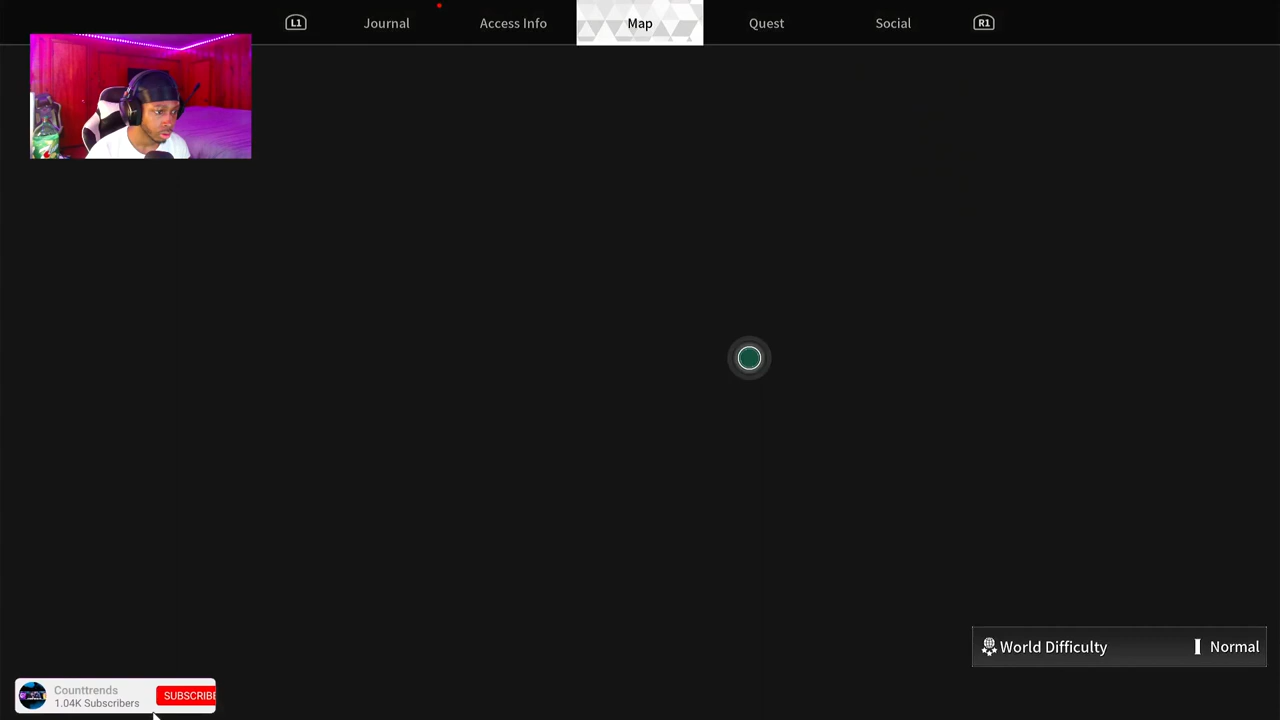 L1 Journal Access Info Map Quest Social R1
World Difficulty Normal
Counttrends
1.04K Subscribers
SUBSCRIBE